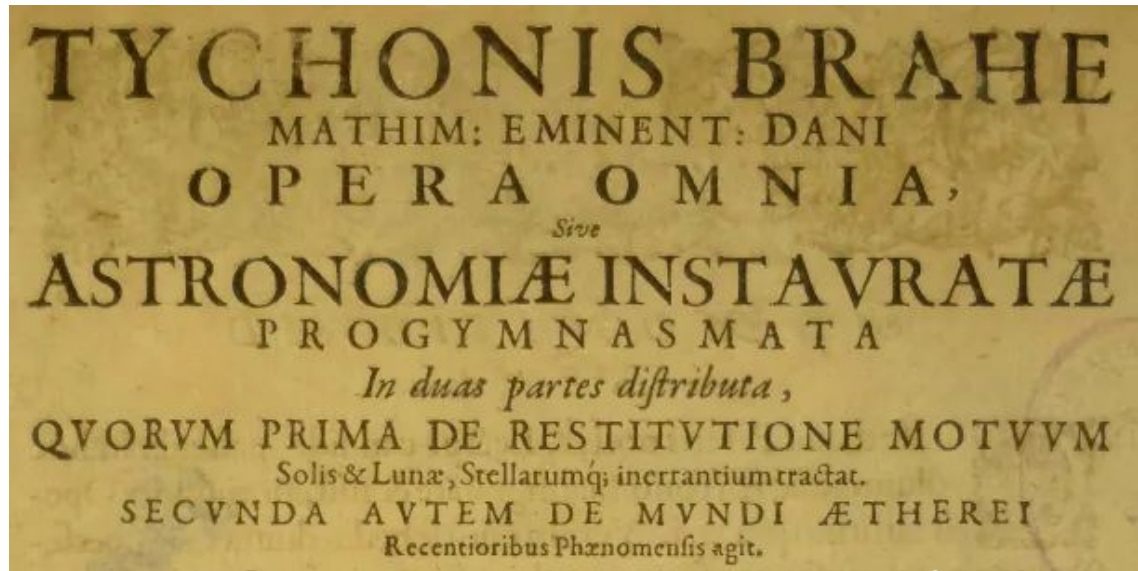 TYCHONIS BRAHE
MATHIM: EMINENT: DANI
OPERA OMNIA,
Sive
ASTRONOMIÆ INSTAVRATÆ
PROGYMNASMATA
In duas partes diſtributa,
QVORVM PRIMA DE RESTITVTIONE MOTVVM
Solis & Lunæ, Stellarumq́; inerrantium tractat.
SECVNDA AVTEM DE MVNDI ÆTHEREI
Recentioribus Phænomenſis agit.